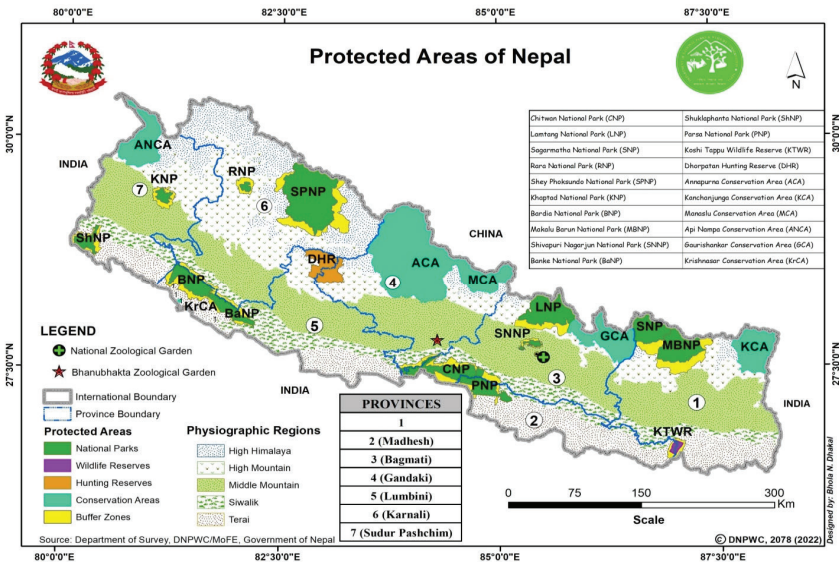 80°0'0"E 82°30'0"E 85°0'0"E 87°30'0"E
Protected Areas of Nepal
N
30°0'0"N
30°0'0"N
27°30'0"N
27°30'0"N
Chitwan National Park (CNP) Shuklaphanta National Park (ShNP)
Lamtang National Park (LNP) Parsa National Park (PNP)
Sagarmatha National Park (SNP) Koshi Tappu Wildlife Reserve (KTWR)
Rara National Park (RNP) Dhorpatan Hunting Reserve (DHR)
Shey Phoksundo National Park (SPNP) Annapurna Conservation Area (ACA)
Khaptad National Park (KNP) Kanchanjunga Conservation Area (KCA)
Bardia National Park (BNP) Manaslu Conservation Area (MCA)
Makalu Barun National Park (MBNP) Api Nampa Conservation Area (ANCA)
Shivapuri Nagarjun National Park (SNNP) Gaurishankar Conservation Area (GCA)
Banke National Park (BaNP) Krishnasar Conservation Area (KrCA)
ANCA
INDIA
KNP
RNP
7
6
SPNP
ShNP
CHINA
DHR
ACA
MCA
4
BNP
KrCA
BaNP
5
LNP
SNNP
GCA
SNP
MBNP
KCA
CNP
PNP
3
2
1
KTWR
INDIA
INDIA
LEGEND
National Zoological Garden
Bhanubhakta Zoological Garden
International Boundary
Province Boundary
Protected Areas
National Parks
Wildlife Reserves
Hunting Reserves
Conservation Areas
Buffer Zones
Physiographic Regions
High Himalaya
High Mountain
Middle Mountain
Siwalik
Terai
PROVINCES
1
2 (Madhesh)
3 (Bagmati)
4 (Gandaki)
5 (Lumbini)
6 (Karnali)
7 (Sudur Pashchim)
0 75 150 300
Km
Scale
Source: Department of Survey, DNPWC/MoFE, Government of Nepal
© DNPWC, 2078 (2022)
Designed by: Bhola N. Dhakal
80°0'0"E 82°30'0"E 85°0'0"E 87°30'0"E